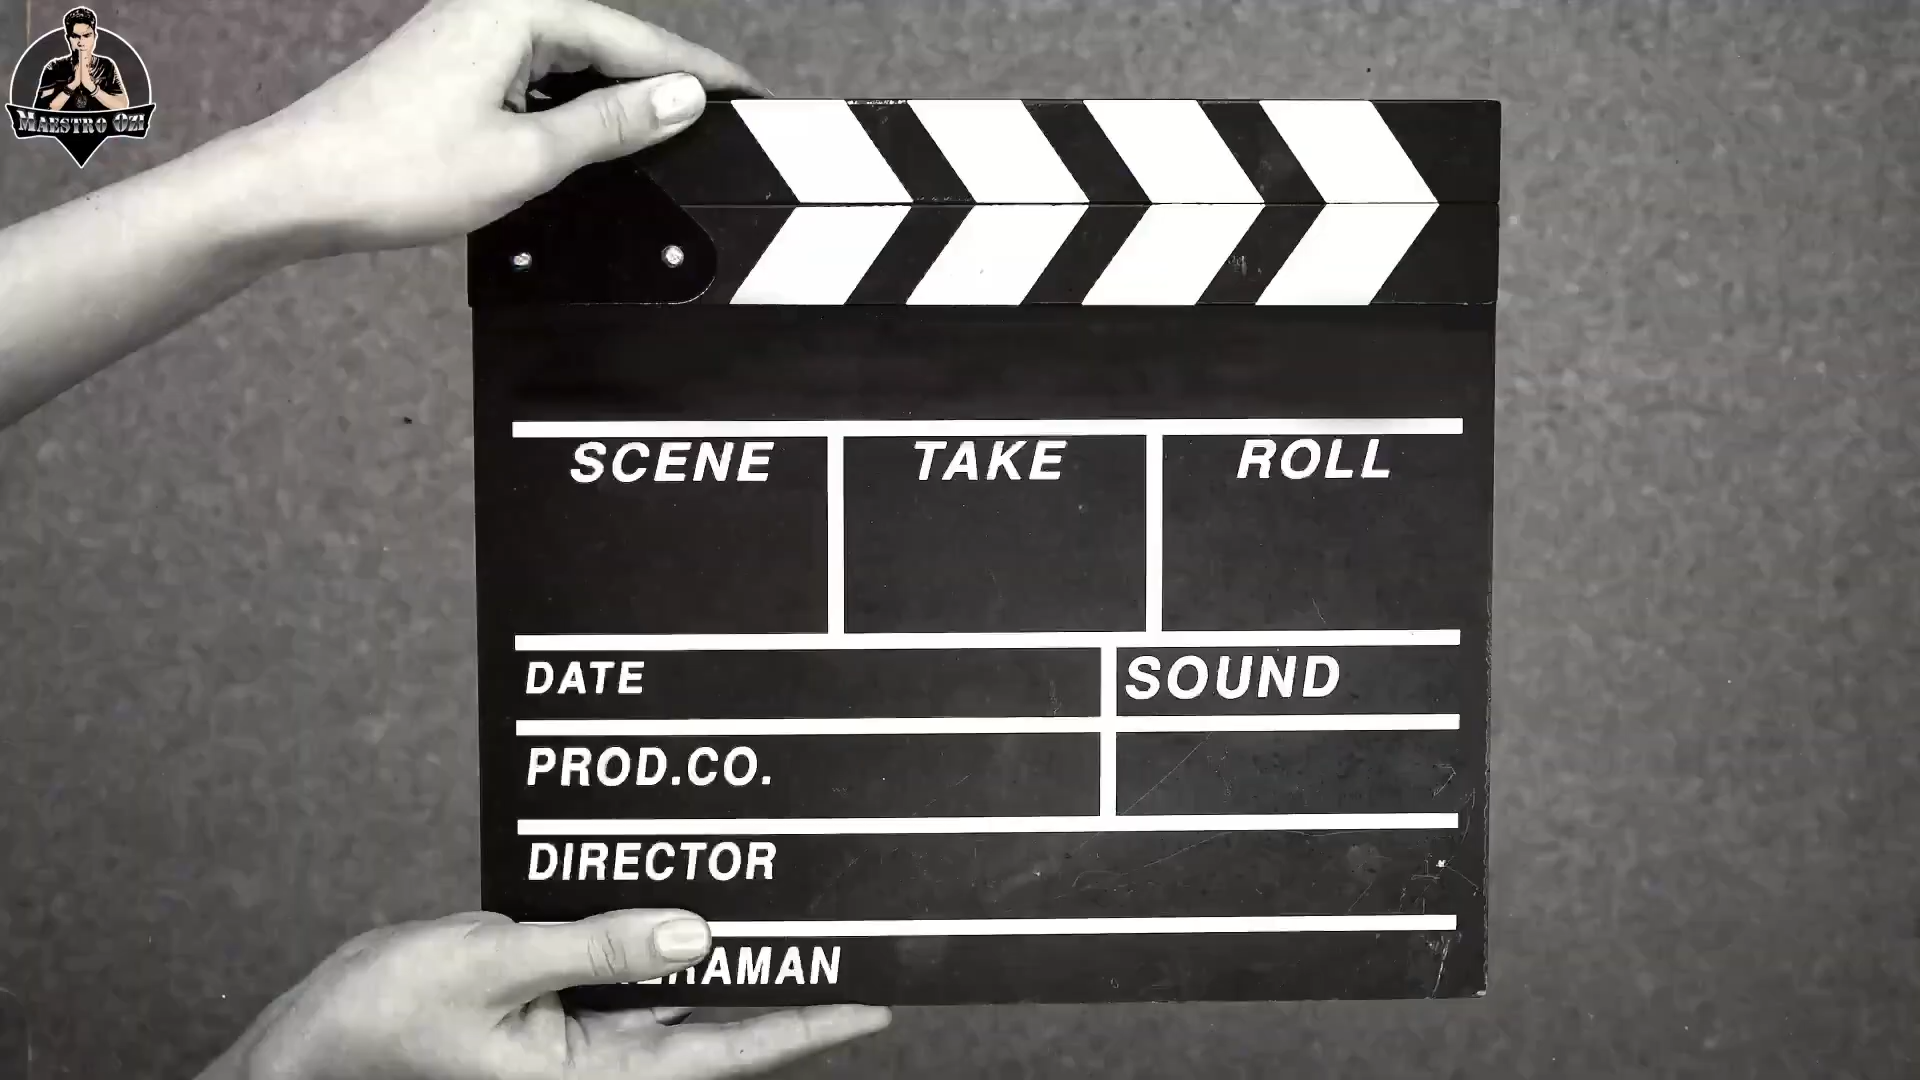 MAESTRO OZI
SCENE TAKE ROLL
DATE SOUND
PROD.CO.
DIRECTOR